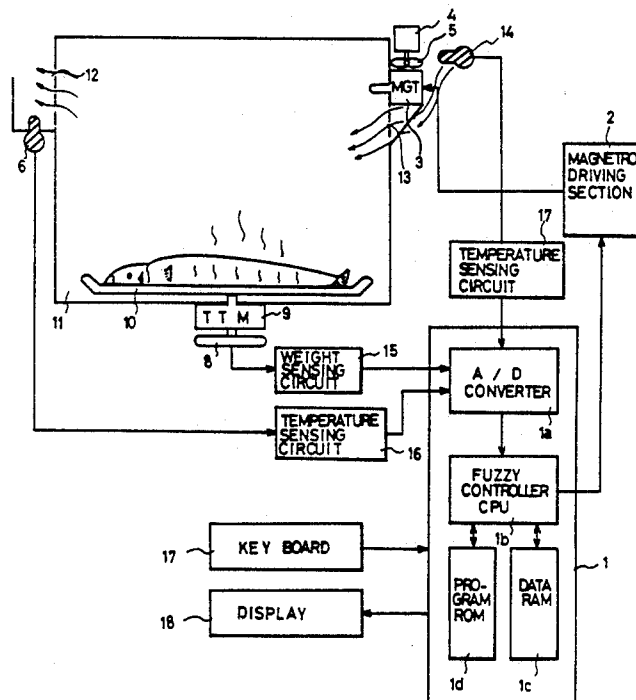 4
5
14
12
MGT
2
6
13
3
MAGNETRO
DRIVING
SECTION
17
TEMPERATURE
SENSING
CIRCUIT
11
10
TTM
9
8
WEIGHT
SENSING
CIRCUIT
15
A / D
CONVERTER
1a
TEMPERATURE
SENSING
CIRCUIT
16
FUZZY
CONTROLLER
CPU
1b
17
KEY BOARD
1
18
DISPLAY
PRO-
GRAM
ROM
DATA
RAM
1d
1c